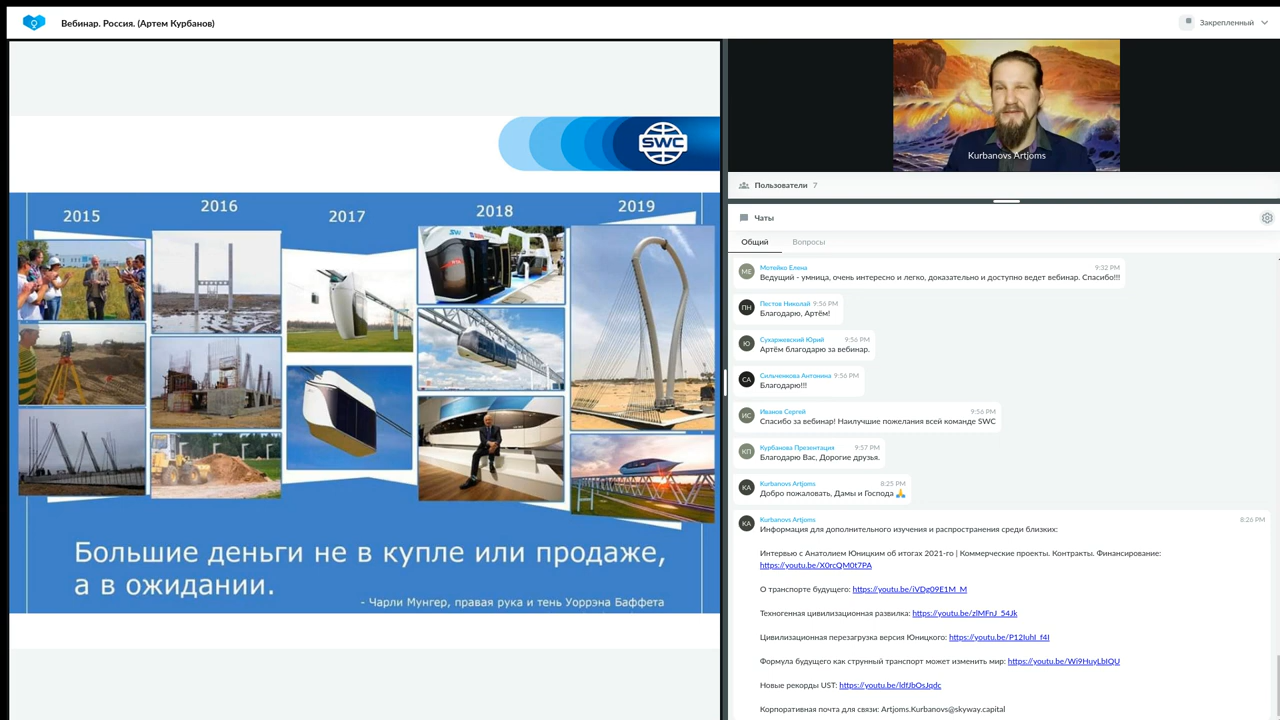 Вебинар. Россия. (Артем Курбанов)
Закрепленный
SWC
2015
2016
2017
2018
2019
Большие деньги не в купле или продаже,
а в ожидании.
- Чарли Мунгер, правая рука и тень Уоррэна Баффета
Kurbanovs Artjoms
Пользователи 7
Чаты
Общий Вопросы
МЕ
Мотейко Елена 9:32 PM
Ведущий - умница, очень интересно и легко, доказательно и доступно ведет вебинар. Спасибо!!!
ПН
Пестов Николай 9:56 PM
Благодарю, Артём!
Ю
Сукаржевский Юрий 9:56 PM
Артём благодарю за вебинар.
СА
Сильченкова Антонина 9:56 PM
Благодарю!!!
ИС
Иванов Сергей 9:56 PM
Спасибо за вебинар! Наилучшие пожелания всей команде SWC
КП
Курбанова Презентация 9:57 PM
Благодарю Вас, Дорогие друзья.
KA
Kurbanovs Artjoms 8:25 PM
Добро пожаловать, Дамы и Господа 🙏
KA
Kurbanovs Artjoms 8:26 PM
Информация для дополнительного изучения и распространения среди близких:
Интервью с Анатолием Юницким об итогах 2021-го | Коммерческие проекты. Контракты. Финансирование:
https://youtu.be/X0rcQM0t7PA
О транспорте будущего: https://youtu.be/iVDg09E1M_M
Техногенная цивилизационная развилка: https://youtu.be/zlMFnJ_54Jk
Цивилизационная перезагрузка версия Юницкого: https://youtu.be/P12IuhI_f4I
Формула будущего как струнный транспорт может изменить мир: https://youtu.be/Wi9HuyLbIQU
Новые рекорды UST: https://youtu.be/ldfJbOsJqdc
Корпоративная почта для связи: Artjoms.Kurbanovs@skyway.capital